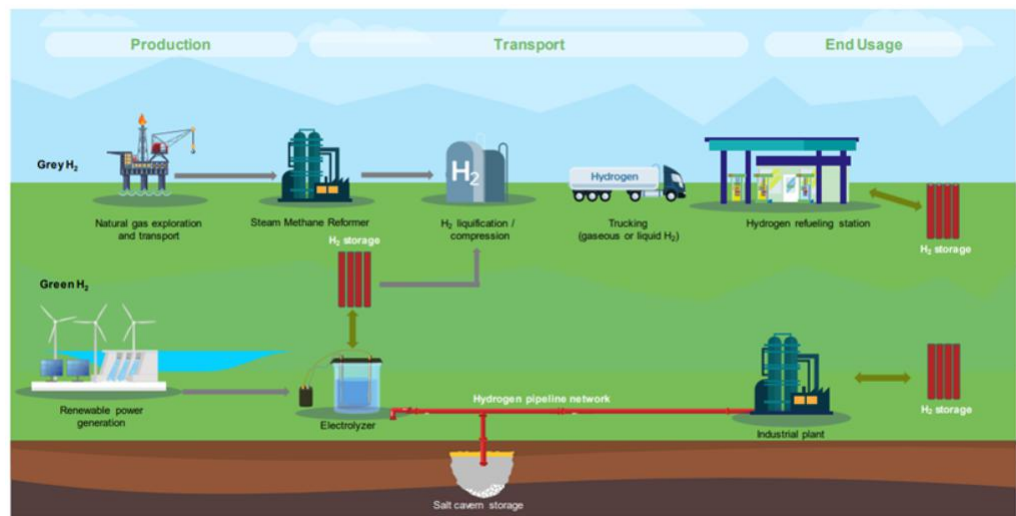 Production
Transport
End Usage
Grey H₂
H₂
Hydrogen
Natural gas exploration
and transport
Steam Methane Reformer
H₂ liquification /
compression
Trucking
(gaseous or liquid H₂)
Hydrogen refueling station
H₂ storage
H₂ storage
Green H₂
Renewable power
generation
Electrolyzer
Hydrogen pipeline network
Industrial plant
H₂ storage
Salt cavern storage